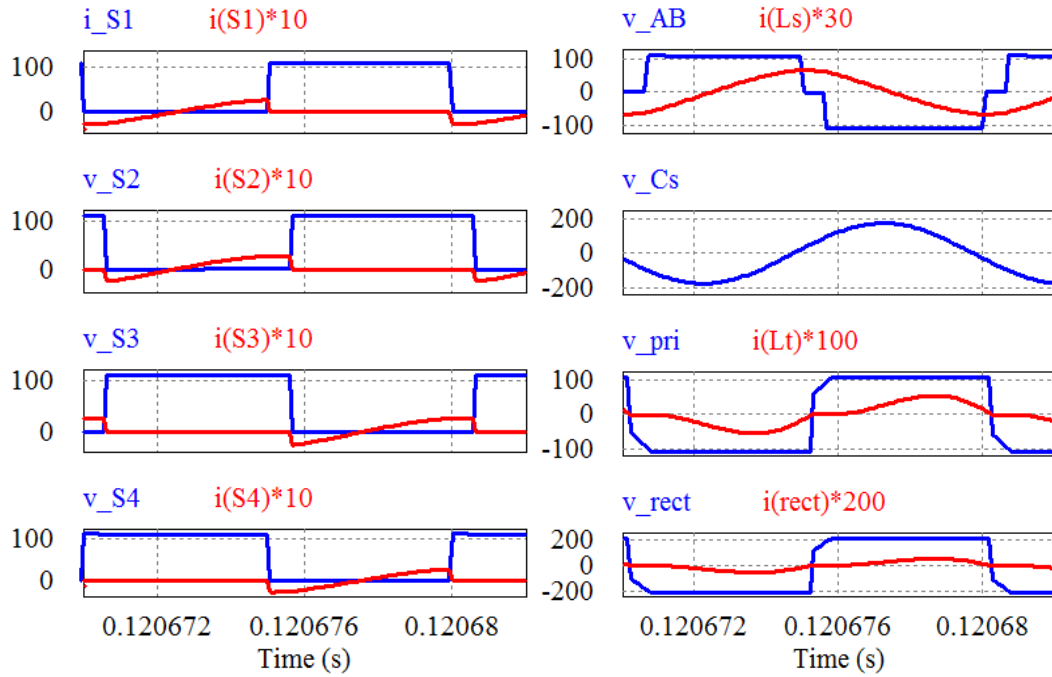 i_S1 i(S1)*10
100
0
v_S2 i(S2)*10
100
0
v_S3 i(S3)*10
100
0
v_S4 i(S4)*10
100
0
0.120672 0.120676 0.12068
Time (s)
v_AB i(Ls)*30
100
0
-100
v_Cs
200
0
-200
v_pri i(Lt)*100
100
0
-100
v_rect i(rect)*200
200
0
-200
0.120672 0.120676 0.12068
Time (s)